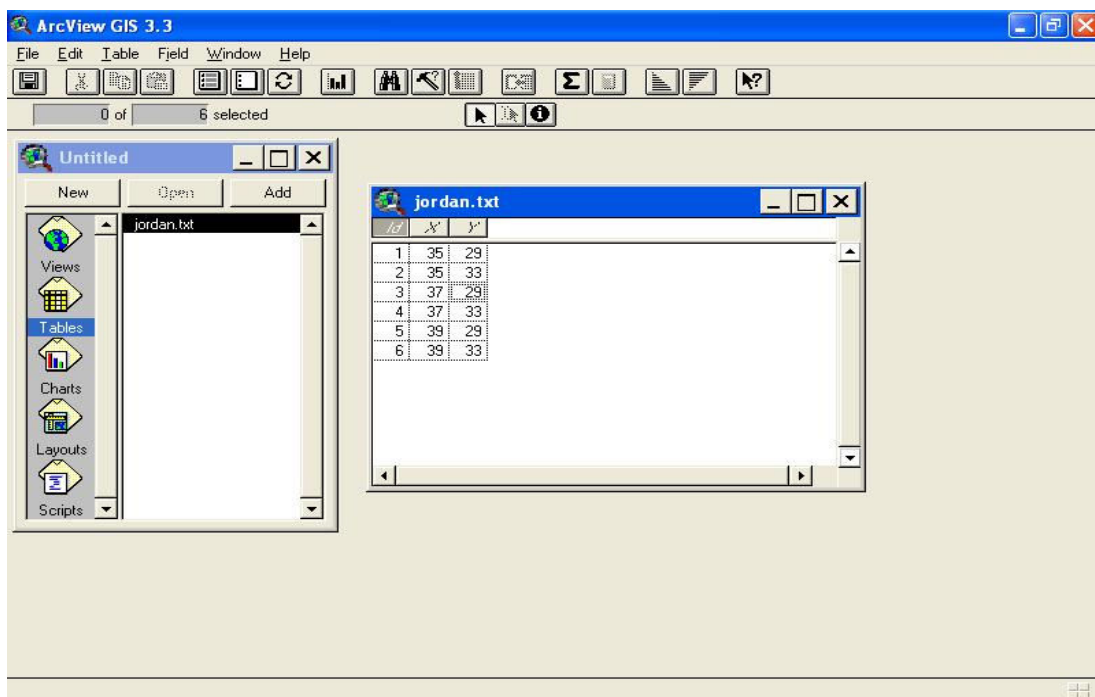 ArcView GIS 3.3
File Edit Table Field Window Help
0 of 6 selected
Untitled
New Open Add
jordan.txt
Views
Tables
Charts
Layouts
Scripts
jordan.txt
Id X Y
1 35 29
2 35 33
3 37 29
4 37 33
5 39 29
6 39 33